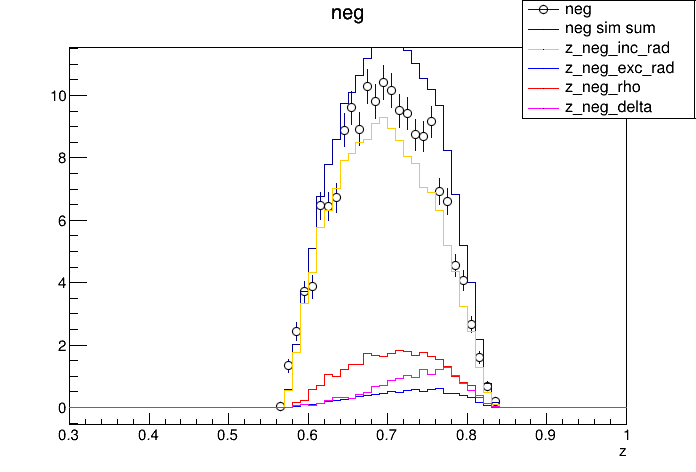 neg
neg
neg sim sum
z_neg_inc_rad
z_neg_exc_rad
z_neg_rho
z_neg_delta
10
8
6
4
2
0
0.3 0.4 0.5 0.6 0.7 0.8 0.9 1
z